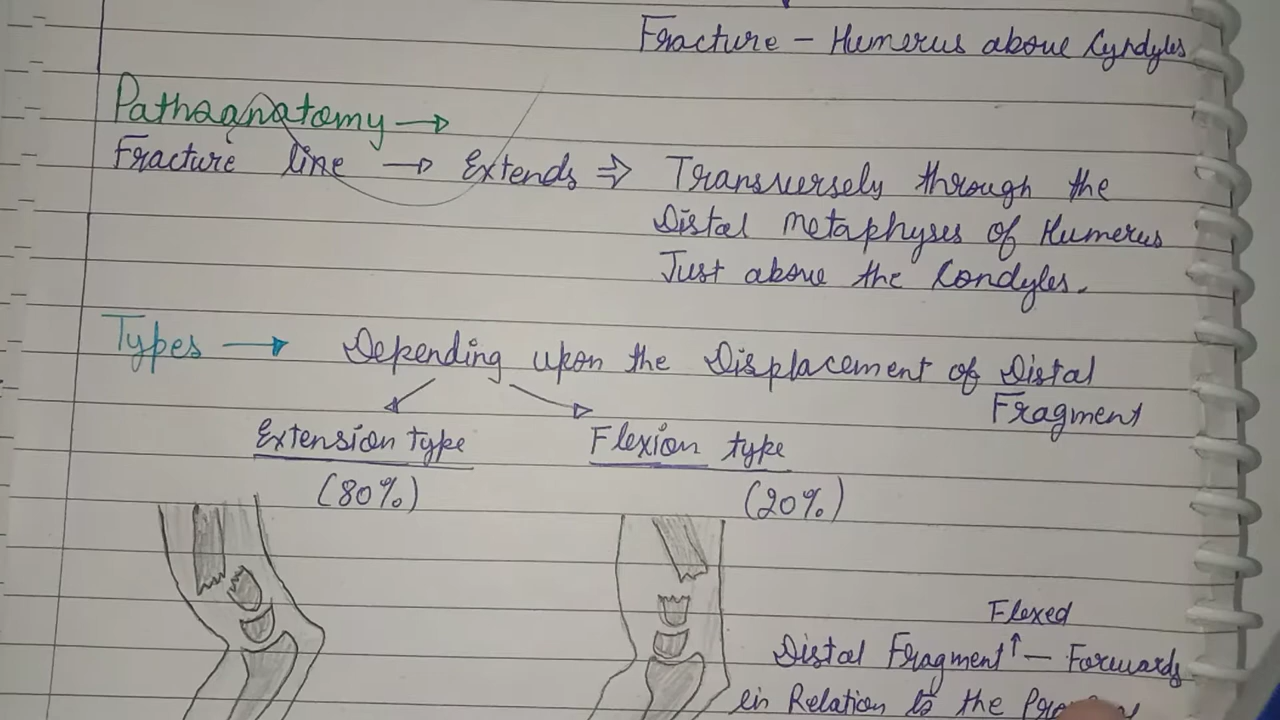 Fracture - Humerus above Cyndyles
Pathoanatomy →
Fracture line → Extends ⇒ Transversely through the
Distal Metaphyses of Humerus
Just above the Condyles.
Types → Depending upon the Displacement of Distal
Fragment
Extension type Flexion type
(80%) (20%)
Flexed
Distal Fragment ↑ - Forwards
in Relation to the